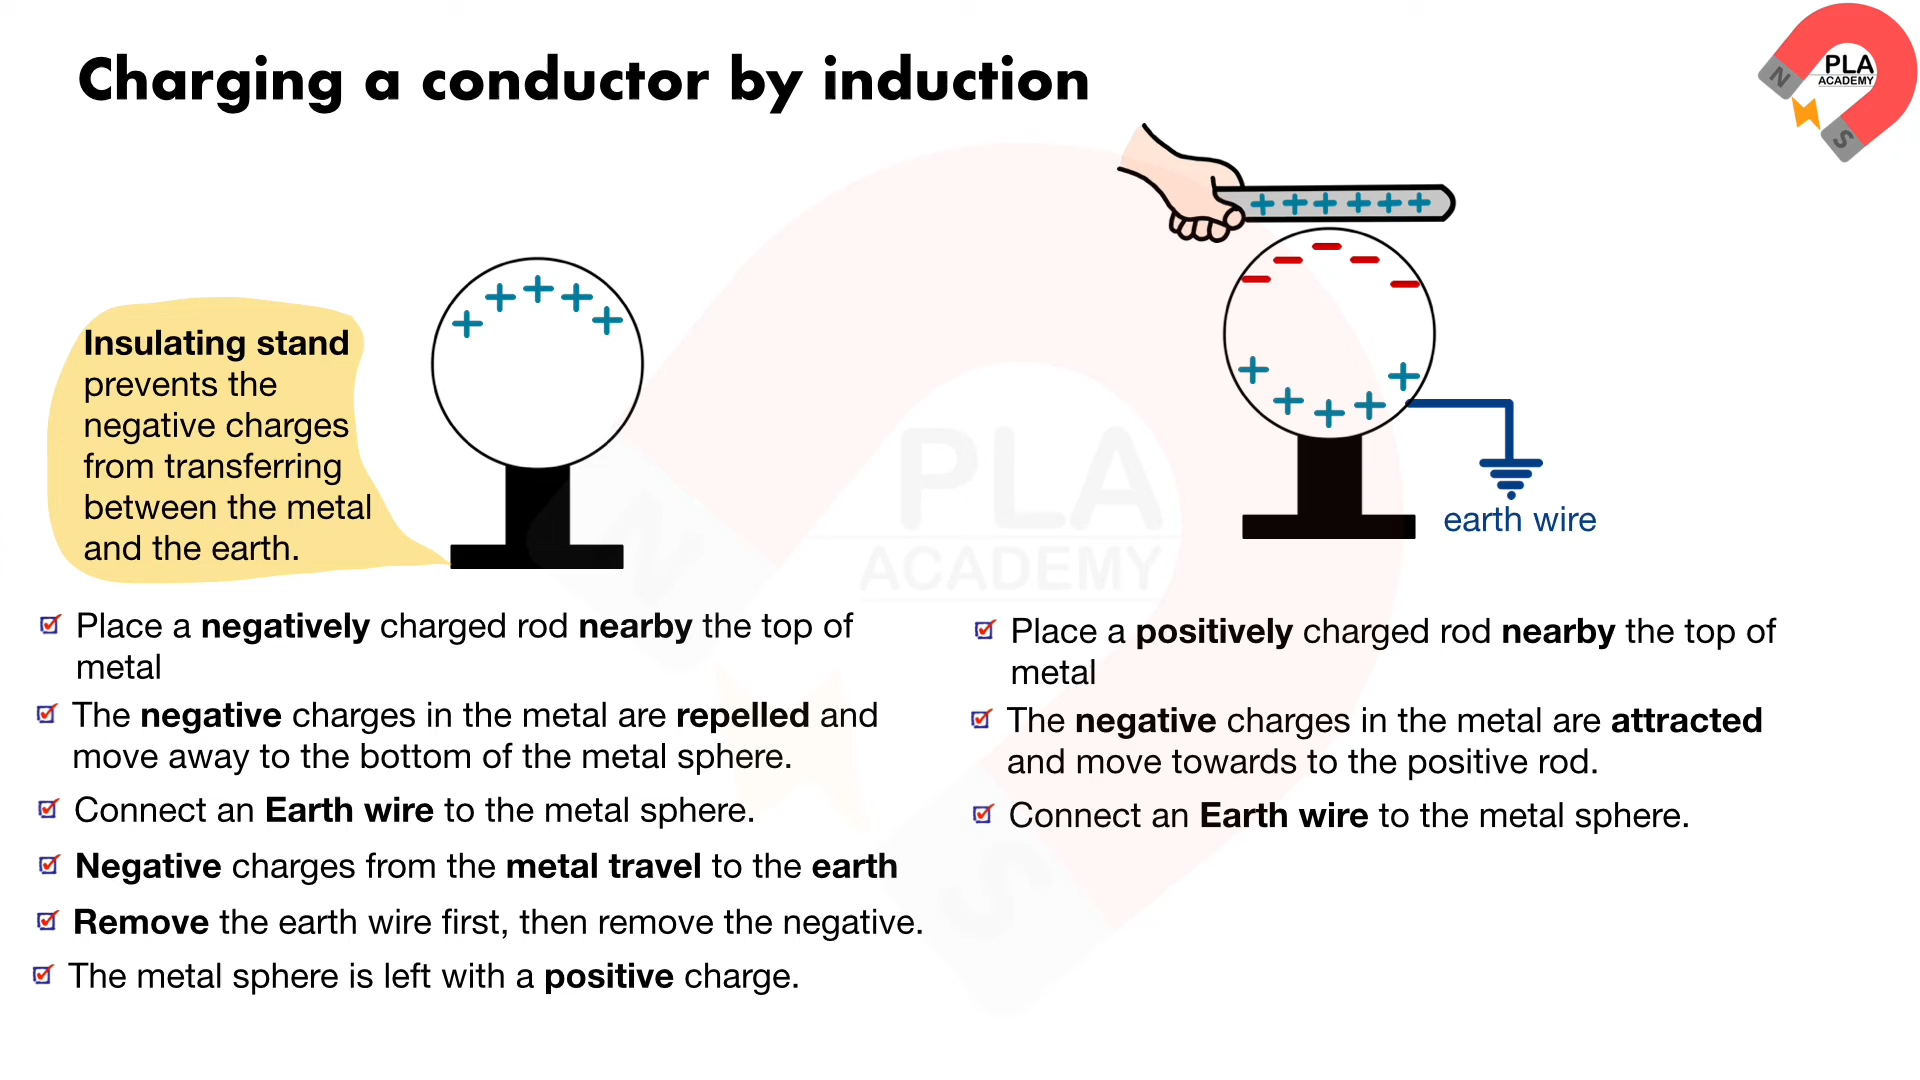 Charging a conductor by induction
N
PLA
ACADEMY
S
+ + + + + +
Insulating stand
prevents the
negative charges
from transferring
between the metal
and the earth.
+ + + + +
− − − − −
+ + + + +
earth wire
N
PLA
ACADEMY
S
Place a negatively charged rod nearby the top of
metal
The negative charges in the metal are repelled and
move away to the bottom of the metal sphere.
Connect an Earth wire to the metal sphere.
Negative charges from the metal travel to the earth
Remove the earth wire first, then remove the negative.
The metal sphere is left with a positive charge.
Place a positively charged rod nearby the top of
metal
The negative charges in the metal are attracted
and move towards to the positive rod.
Connect an Earth wire to the metal sphere.